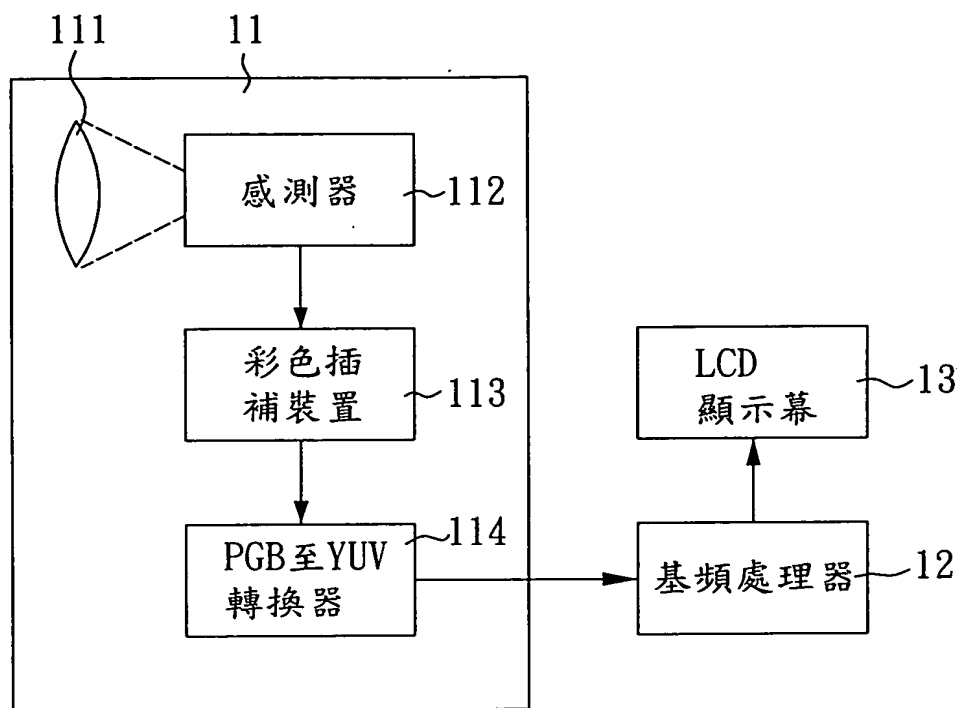 111
11
感測器
112
彩色插
補裝置
113
PGB至YUV
轉換器
114
LCD
顯示幕
13
基頻處理器
12